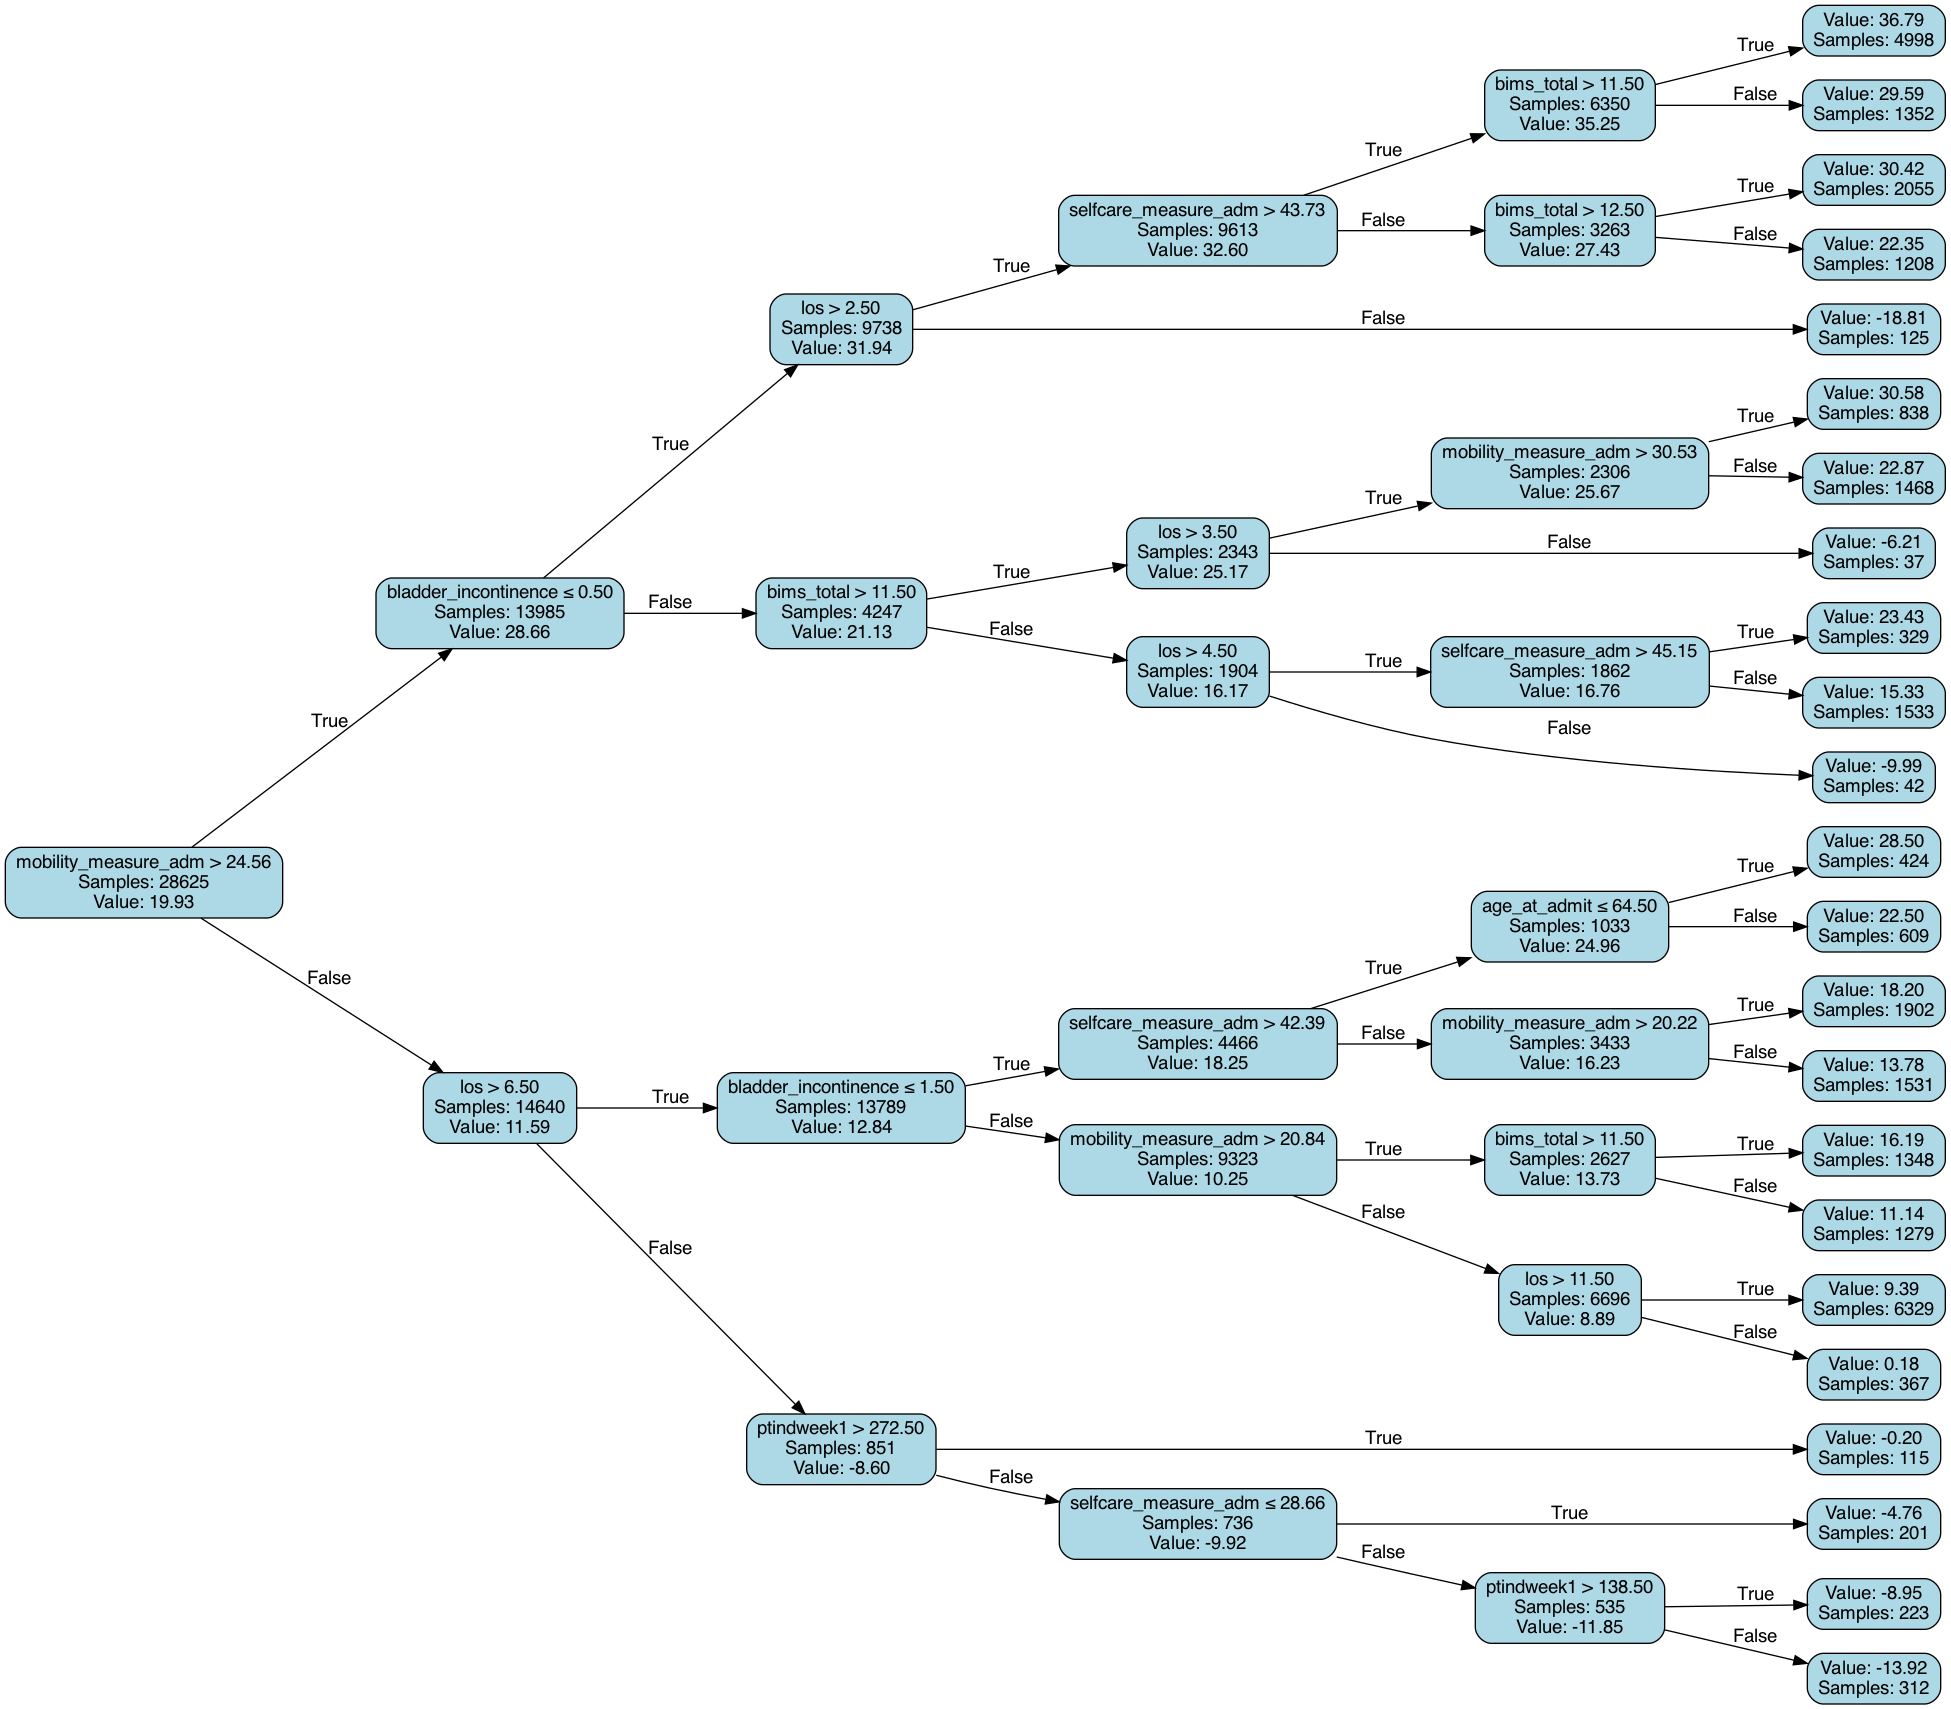 mobility_measure_adm > 24.56
Samples: 28625
Value: 19.93
True
False
bladder_incontinence ≤ 0.50
Samples: 13985
Value: 28.66
True
False
los > 6.50
Samples: 14640
Value: 11.59
True
False
los > 2.50
Samples: 9738
Value: 31.94
True
False
bims_total > 11.50
Samples: 4247
Value: 21.13
True
False
bladder_incontinence ≤ 1.50
Samples: 13789
Value: 12.84
True
False
ptindweek1 > 272.50
Samples: 851
Value: -8.60
True
False
selfcare_measure_adm > 43.73
Samples: 9613
Value: 32.60
True
False
los > 3.50
Samples: 2343
Value: 25.17
True
False
los > 4.50
Samples: 1904
Value: 16.17
True
False
selfcare_measure_adm > 42.39
Samples: 4466
Value: 18.25
True
False
mobility_measure_adm > 20.84
Samples: 9323
Value: 10.25
True
False
selfcare_measure_adm ≤ 28.66
Samples: 736
Value: -9.92
True
False
bims_total > 11.50
Samples: 6350
Value: 35.25
True
False
bims_total > 12.50
Samples: 3263
Value: 27.43
True
False
mobility_measure_adm > 30.53
Samples: 2306
Value: 25.67
True
False
selfcare_measure_adm > 45.15
Samples: 1862
Value: 16.76
True
False
age_at_admit ≤ 64.50
Samples: 1033
Value: 24.96
True
False
mobility_measure_adm > 20.22
Samples: 3433
Value: 16.23
True
False
bims_total > 11.50
Samples: 2627
Value: 13.73
True
False
los > 11.50
Samples: 6696
Value: 8.89
True
False
ptindweek1 > 138.50
Samples: 535
Value: -11.85
True
False
Value: 36.79
Samples: 4998
Value: 29.59
Samples: 1352
Value: 30.42
Samples: 2055
Value: 22.35
Samples: 1208
Value: -18.81
Samples: 125
Value: 30.58
Samples: 838
Value: 22.87
Samples: 1468
Value: -6.21
Samples: 37
Value: 23.43
Samples: 329
Value: 15.33
Samples: 1533
Value: -9.99
Samples: 42
Value: 28.50
Samples: 424
Value: 22.50
Samples: 609
Value: 18.20
Samples: 1902
Value: 13.78
Samples: 1531
Value: 16.19
Samples: 1348
Value: 11.14
Samples: 1279
Value: 9.39
Samples: 6329
Value: 0.18
Samples: 367
Value: -0.20
Samples: 115
Value: -4.76
Samples: 201
Value: -8.95
Samples: 223
Value: -13.92
Samples: 312